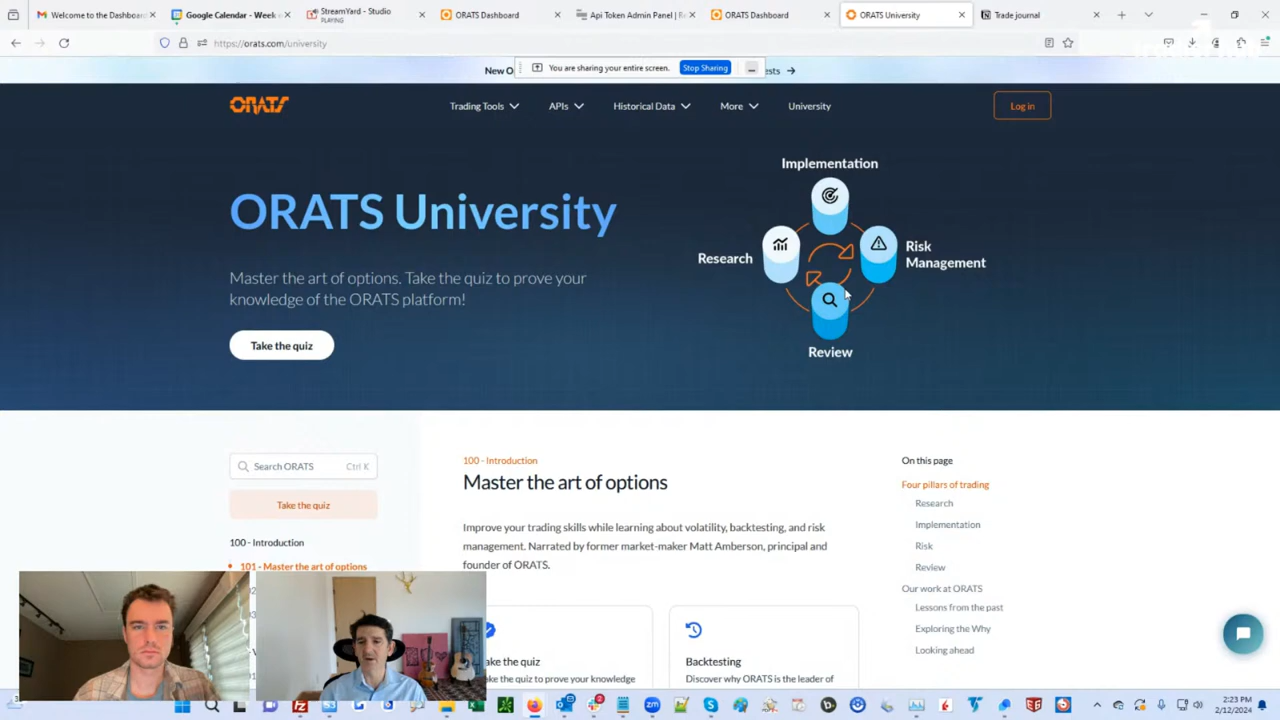 Welcome to the Dashboard
Google Calendar - Week
StreamYard - Studio
PLAYING
ORATS Dashboard
Api Token Admin Panel | Re
ORATS Dashboard
ORATS University
Trade journal
https://orats.com/university
New O
You are sharing your entire screen.
Stop Sharing
ests →
ORATS
Trading Tools
APIs
Historical Data
More
University
Log in
ORATS University
Master the art of options. Take the quiz to prove your
knowledge of the ORATS platform!
Take the quiz
Implementation
Research
Risk
Management
Review
Search ORATS
Ctrl K
Take the quiz
100 - Introduction
101 - Master the art of options
100 - Introduction
Master the art of options
Improve your trading skills while learning about volatility, backtesting, and risk
management. Narrated by former market-maker Matt Amberson, principal and
founder of ORATS.
ake the quiz
ke the quiz to prove your knowledge
Backtesting
Discover why ORATS is the leader of
On this page
Four pillars of trading
Research
Implementation
Risk
Review
Our work at ORATS
Lessons from the past
Exploring the Why
Looking ahead
2:23 PM
2/12/2024